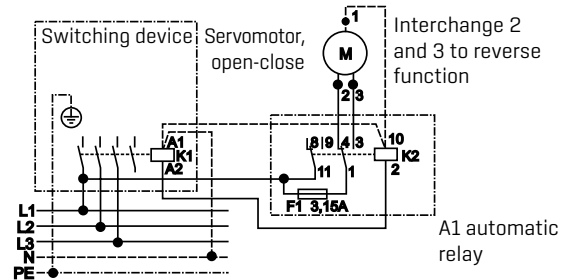 1
Switching device
Servomotor,
open-close
Interchange 2
and 3 to reverse
function
M
2 3
A1
K1
A2
8 9 4 3
10
K2
2
11
1
F1 3,15A
L1
L2
L3
N
PE
A1 automatic
relay